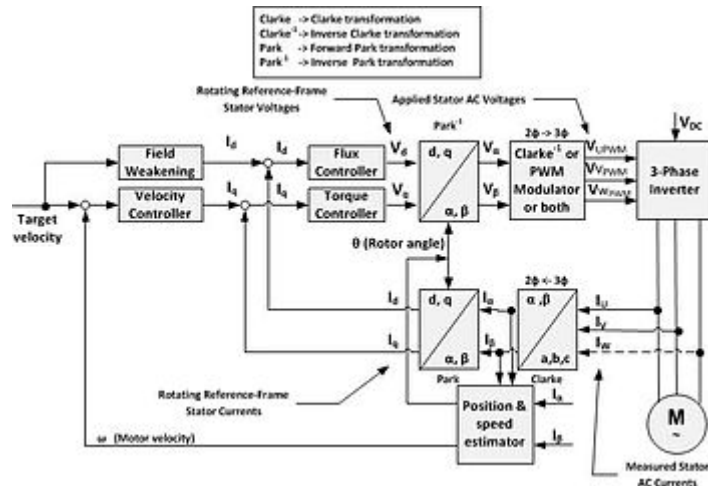 Clarke -> Clarke transformation
Clarke⁻¹ -> Inverse Clarke transformation
Park -> Forward Park transformation
Park⁻¹ -> Inverse Park transformation
Rotating Reference-Frame
Stator Voltages
Applied Stator AC Voltages
Park⁻¹
2ϕ -> 3ϕ
V_DC
Field
Weakening
I_d
I_d
Flux
Controller
V_d
d, q
α, β
V_α
V_β
Clarke⁻¹ or
PWM
Modulator
or both
V_UPWM
V_VPWM
V_WPWM
3-Phase
Inverter
Target
velocity
Velocity
Controller
I_q
I_q
Torque
Controller
V_q
θ (Rotor angle)
2ϕ <- 3ϕ
I_d
d, q
α, β
I_α
α ,β
a,b,c
I_U
I_V
I_W
I_q
I_β
Park
Clarke
Rotating Reference-Frame
Stator Currents
Position &
speed
estimator
I_α
I_β
M
~
ω (Motor velocity)
Measured Stator
AC Currents